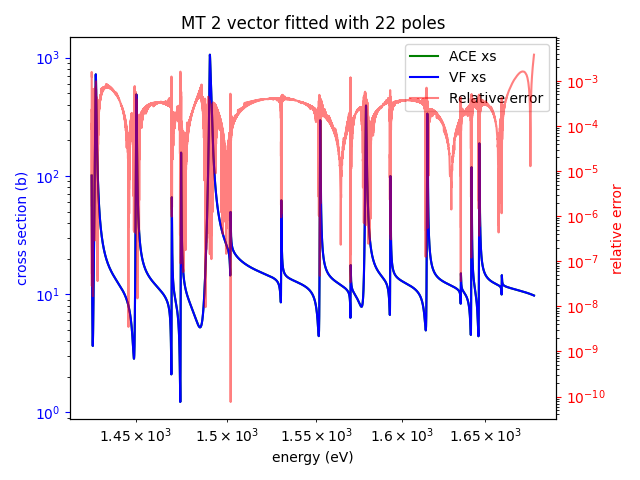 MT 2 vector fitted with 22 poles
ACE xs
VF xs
Relative error
10³
10²
10¹
10⁰
cross section (b)
10⁻³
10⁻⁴
10⁻⁵
10⁻⁶
10⁻⁷
10⁻⁸
10⁻⁹
10⁻¹⁰
relative error
1.45 × 10³ 1.5 × 10³ 1.55 × 10³ 1.6 × 10³ 1.65 × 10³
energy (eV)